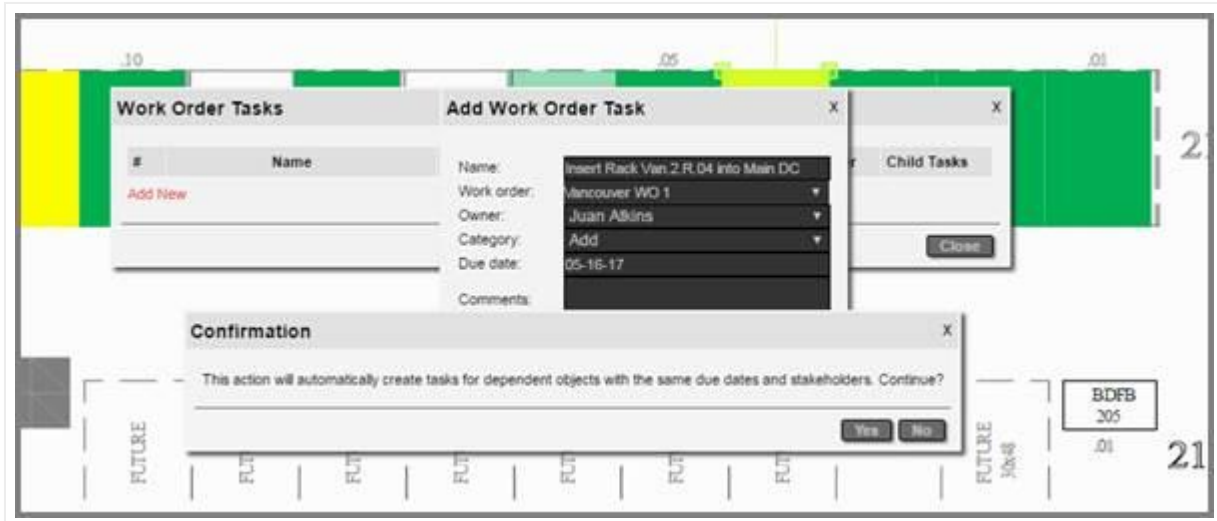 .10
.05
.01
Work Order Tasks
Add Work Order Task
X
X
# Name
r Child Tasks
Add New
Name: Insert Rack Van.2.R.04 into Main DC
Work order: Vancouver WO 1
Owner: Juan Atkins
Category: Add
Due date: 05-16-17
Comments:
Close
Confirmation
X
This action will automatically create tasks for dependent objects with the same due dates and stakeholders. Continue?
Yes No
BDFB
205
.01
21
FUTURE
FUTURE
30x48